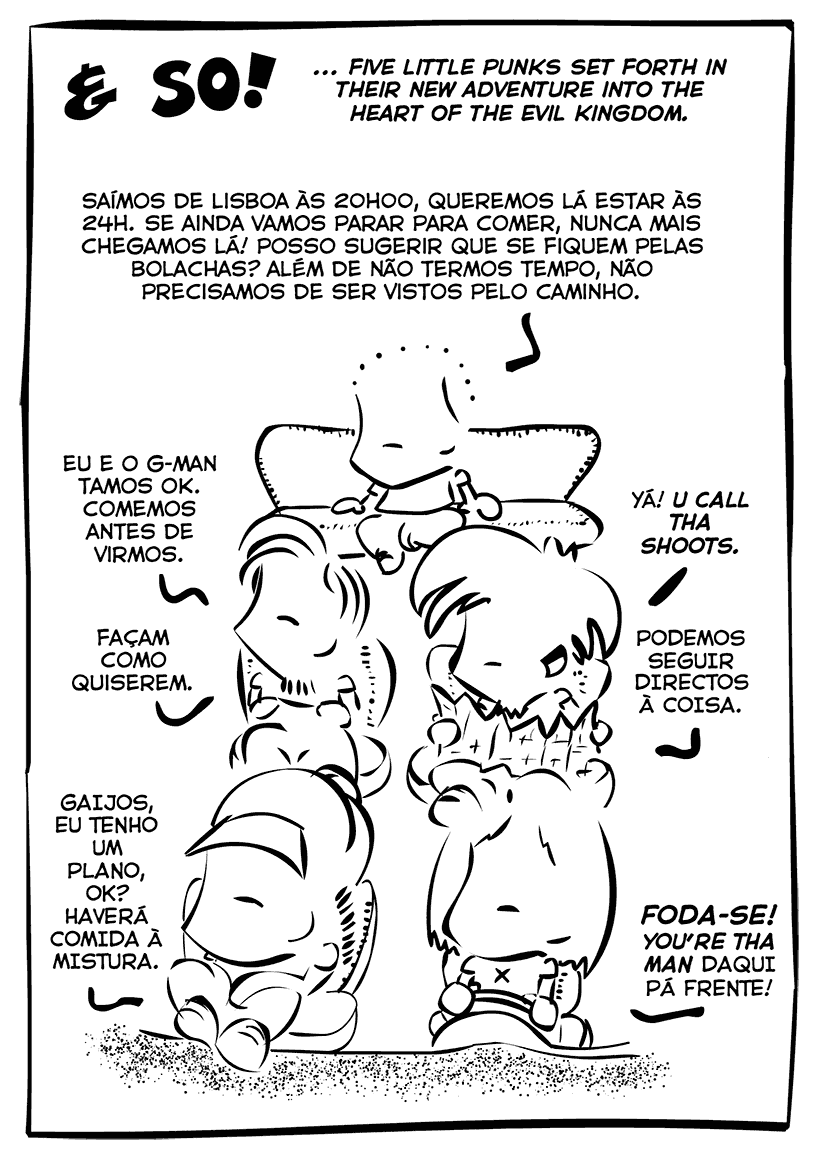 & SO!
... FIVE LITTLE PUNKS SET FORTH IN
THEIR NEW ADVENTURE INTO THE
HEART OF THE EVIL KINGDOM.
SAÍMOS DE LISBOA ÀS 20H00, QUEREMOS LÁ ESTAR ÀS
24H. SE AINDA VAMOS PARAR PARA COMER, NUNCA MAIS
CHEGAMOS LÁ! POSSO SUGERIR QUE SE FIQUEM PELAS
BOLACHAS? ALÉM DE NÃO TERMOS TEMPO, NÃO
PRECISAMOS DE SER VISTOS PELO CAMINHO.
EU E O G-MAN
TAMOS OK.
COMEMOS
ANTES DE
VIRMOS.
YÁ! U CALL
THA
SHOOTS.
FAÇAM
COMO
QUISEREM.
PODEMOS
SEGUIR
DIRECTOS
À COISA.
GAIJOS,
EU TENHO
UM
PLANO,
OK?
HAVERÁ
COMIDA À
MISTURA.
FODA-SE!
YOU'RE THA
MAN DAQUI
PÁ FRENTE!